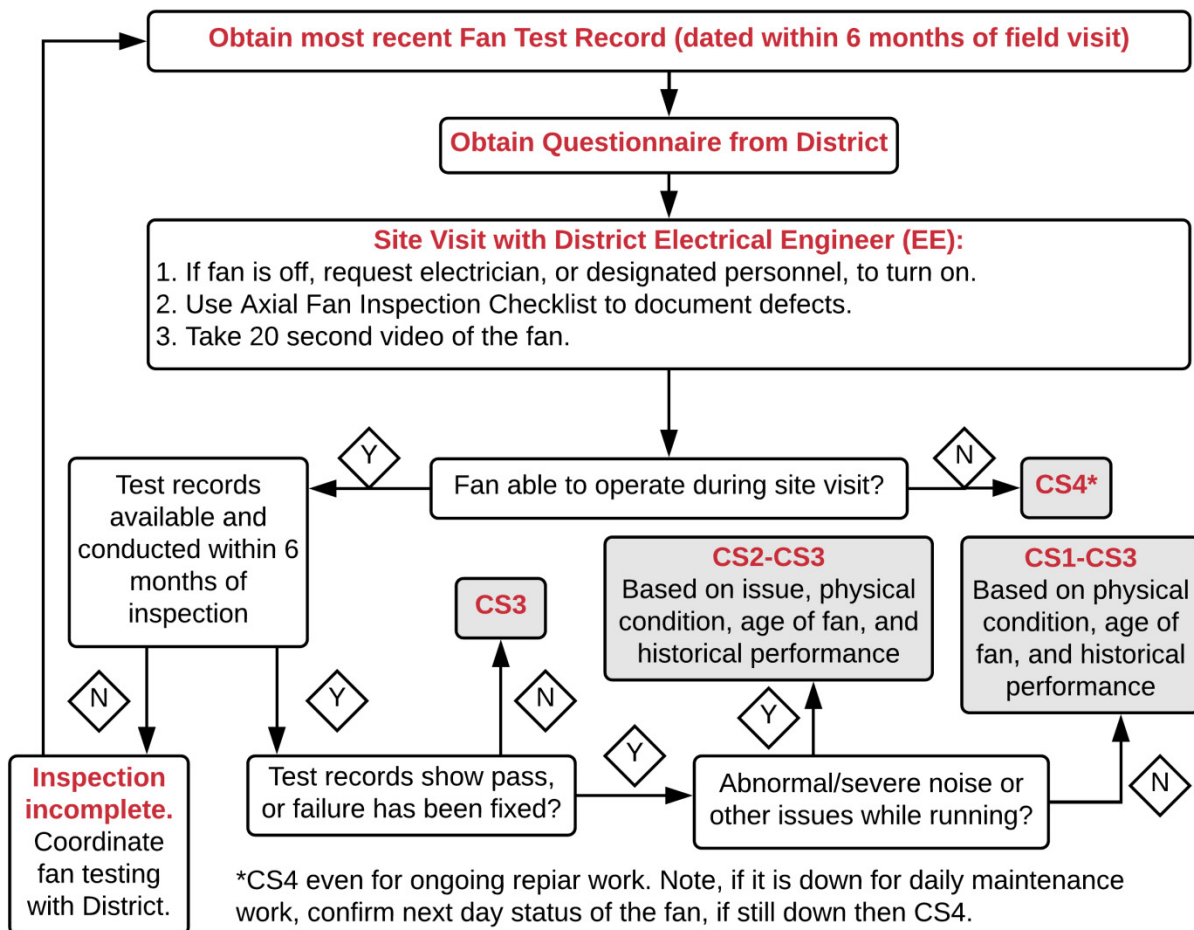 Obtain most recent Fan Test Record (dated within 6 months of field visit)
Obtain Questionnaire from District
Site Visit with District Electrical Engineer (EE):
1. If fan is off, request electrician, or designated personnel, to turn on.
2. Use Axial Fan Inspection Checklist to document defects.
3. Take 20 second video of the fan.
Fan able to operate during site visit?
Y
N
CS4*
Test records
available and
conducted within 6
months of
inspection
N
Y
Inspection
incomplete.
Coordinate
fan testing
with District.
Test records show pass,
or failure has been fixed?
N
CS3
Y
Abnormal/severe noise or
other issues while running?
Y
CS2-CS3
Based on issue, physical
condition, age of fan, and
historical performance
N
CS1-CS3
Based on physical
condition, age of
fan, and historical
performance
*CS4 even for ongoing repiar work. Note, if it is down for daily maintenance
work, confirm next day status of the fan, if still down then CS4.